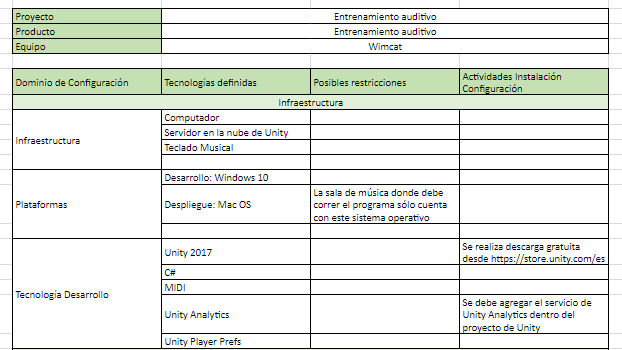 Proyecto Entrenamiento auditivo
Producto Entrenamiento auditivo
Equipo Wimcat
Dominio de Configuración Tecnologías definidas Posibles restricciones Actividades Instalación
Configuración
Infraestructura
Infraestructura
Computador
Servidor en la nube de Unity
Teclado Musical
Plataformas
Desarrollo: Windows 10
Despliegue: Mac OS
La sala de música donde debe
correr el programa sólo cuenta
con este sistema operativo
Tecnología Desarrollo
Unity 2017
Se realiza descarga gratuita
desde https://store.unity.com/es
C#
MIDI
Unity Analytics
Se debe agregar el servicio de
Unity Analytics dentro del
proyecto de Unity
Unity Player Prefs